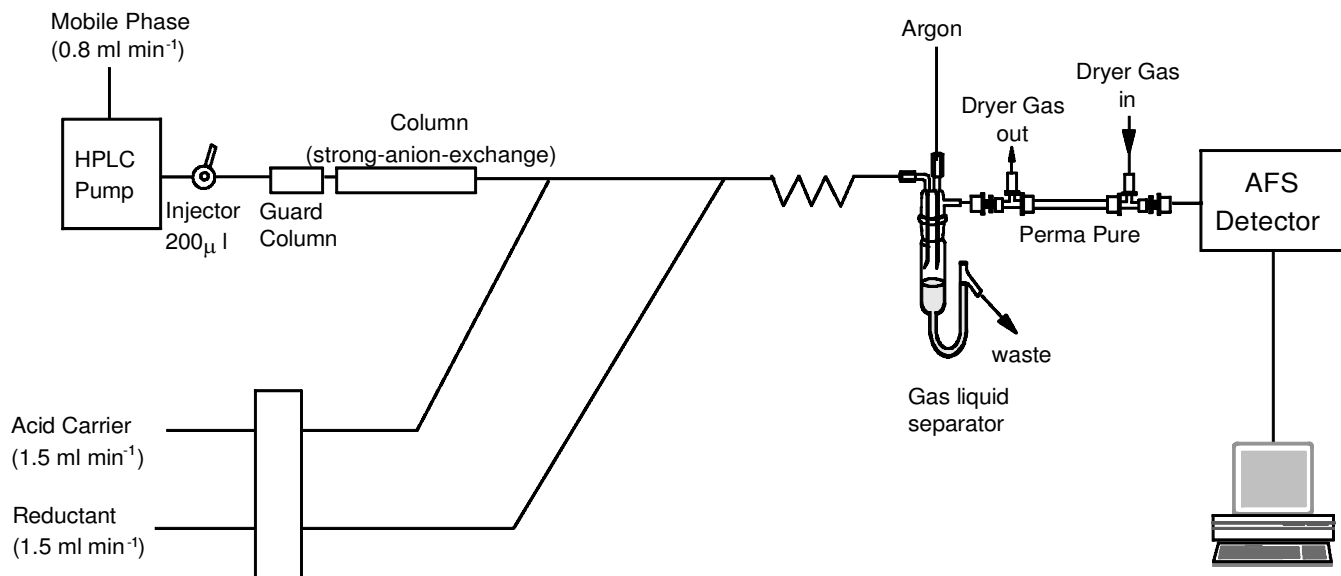 Mobile Phase
(0.8 ml min⁻¹)
HPLC
Pump
Injector
200μ l
Guard
Column
Column
(strong-anion-exchange)
Argon
Dryer Gas
out
Dryer Gas
in
Perma Pure
AFS
Detector
waste
Gas liquid
separator
Acid Carrier
(1.5 ml min⁻¹)
Reductant
(1.5 ml min⁻¹)